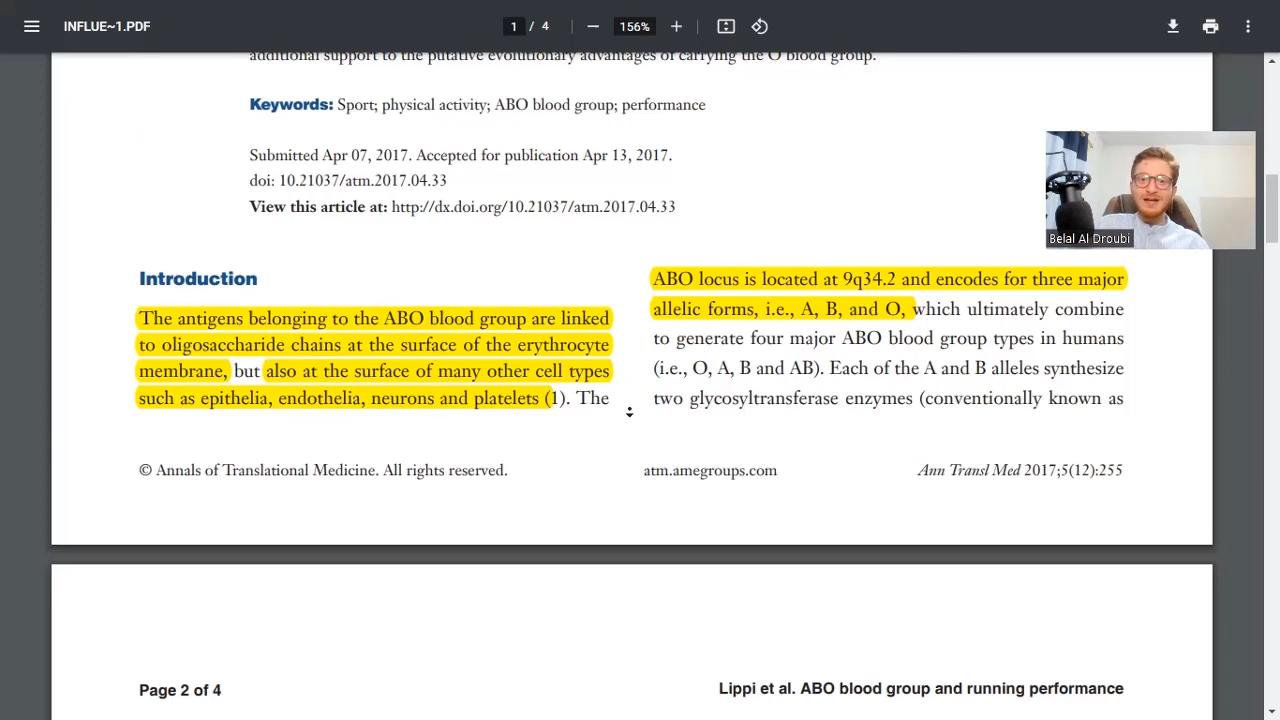 INFLUE~1.PDF
1 / 4
156%
additional support to the putative evolutionary advantages of carrying the O blood group.
Keywords: Sport; physical activity; ABO blood group; performance
Submitted Apr 07, 2017. Accepted for publication Apr 13, 2017.
doi: 10.21037/atm.2017.04.33
View this article at: http://dx.doi.org/10.21037/atm.2017.04.33
Belal Al Droubi
Introduction
The antigens belonging to the ABO blood group are linked
to oligosaccharide chains at the surface of the erythrocyte
membrane, but also at the surface of many other cell types
such as epithelia, endothelia, neurons and platelets (1). The
ABO locus is located at 9q34.2 and encodes for three major
allelic forms, i.e., A, B, and O, which ultimately combine
to generate four major ABO blood group types in humans
(i.e., O, A, B and AB). Each of the A and B alleles synthesize
two glycosyltransferase enzymes (conventionally known as
© Annals of Translational Medicine. All rights reserved.
atm.amegroups.com
Ann Transl Med 2017;5(12):255
Page 2 of 4
Lippi et al. ABO blood group and running performance